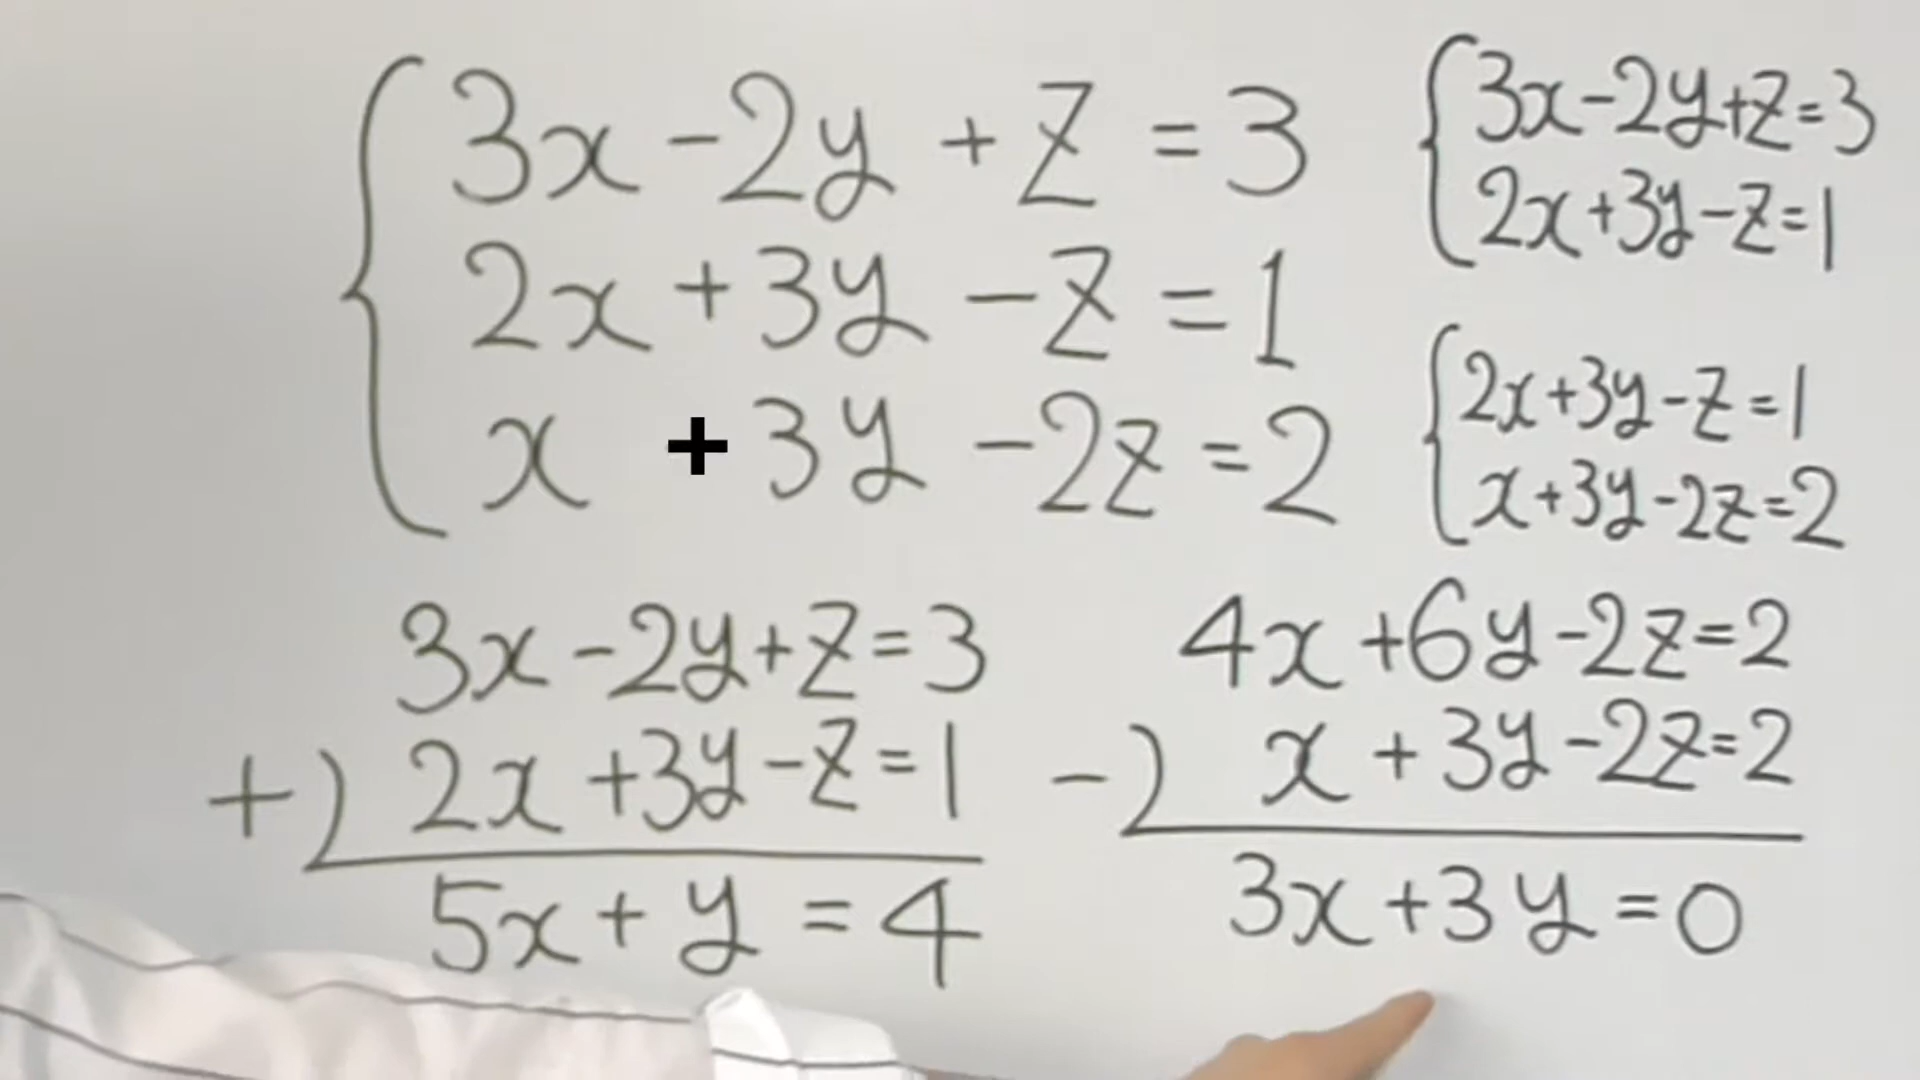 3x-2y+z=3
2x+3y-z=1
x+3y-2z=2
3x-2y+z=3
2x+3y-z=1
2x+3y-z=1
x+3y-2z=2
3x-2y+z=3
+) 2x+3y-z=1
5x+y=4
4x+6y-2z=2
-) x+3y-2z=2
3x+3y=0